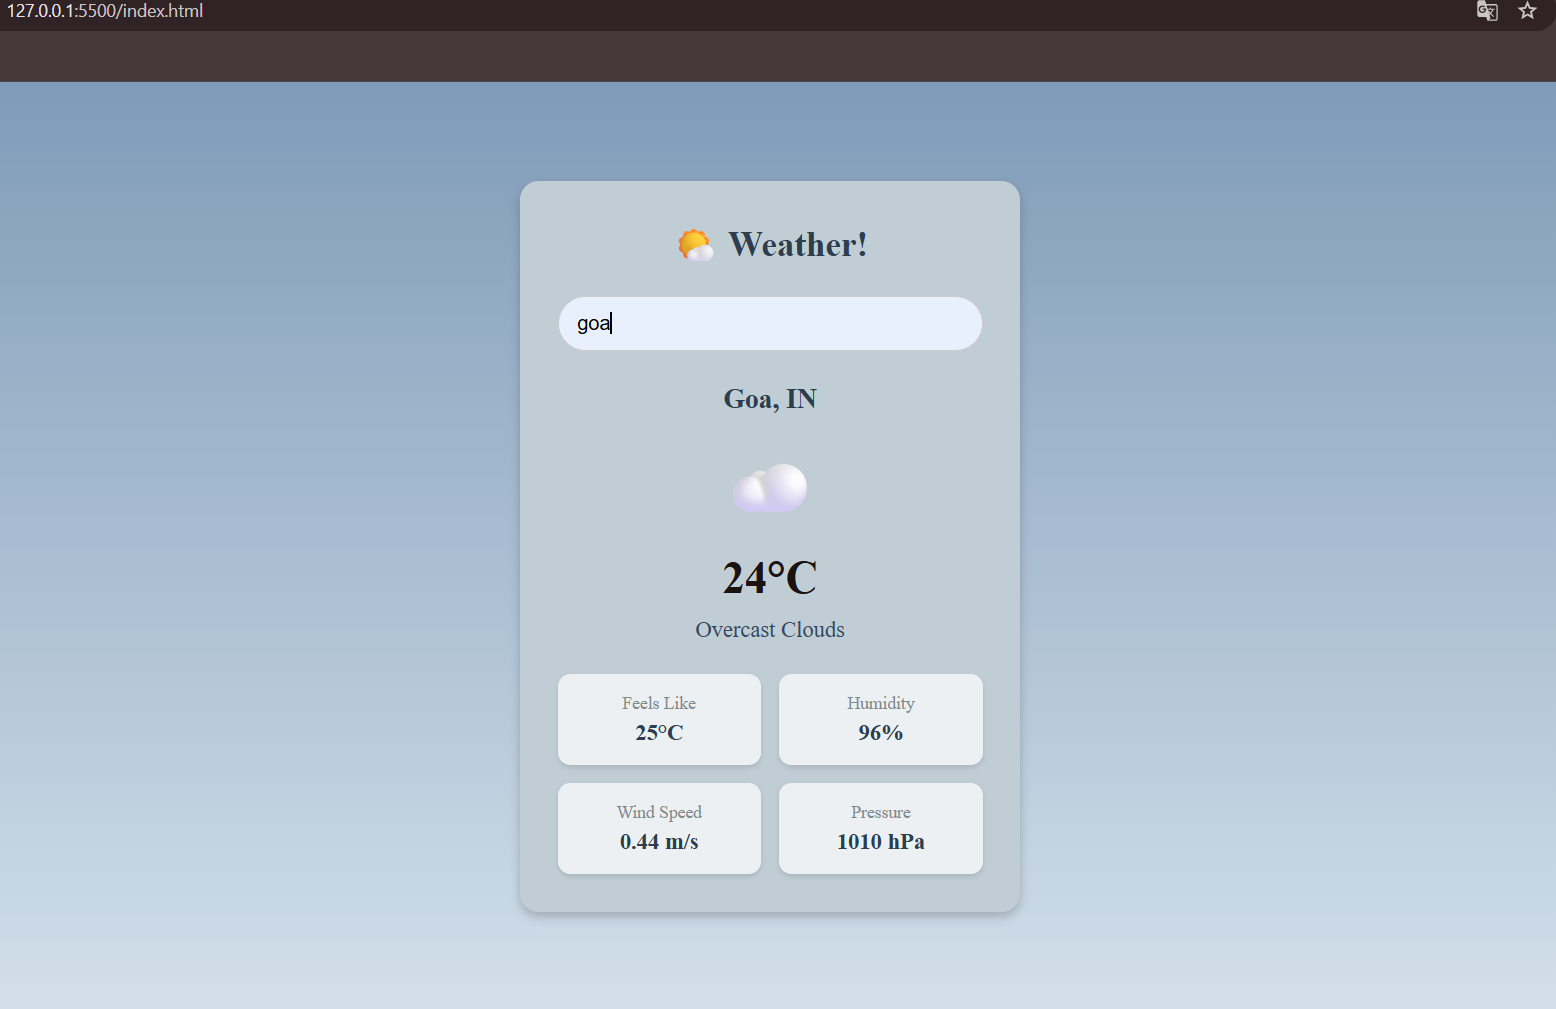 127.0.0.1:5500/index.html
Weather!
goa
Goa, IN
24°C
Overcast Clouds
Feels Like
25°C
Humidity
96%
Wind Speed
0.44 m/s
Pressure
1010 hPa